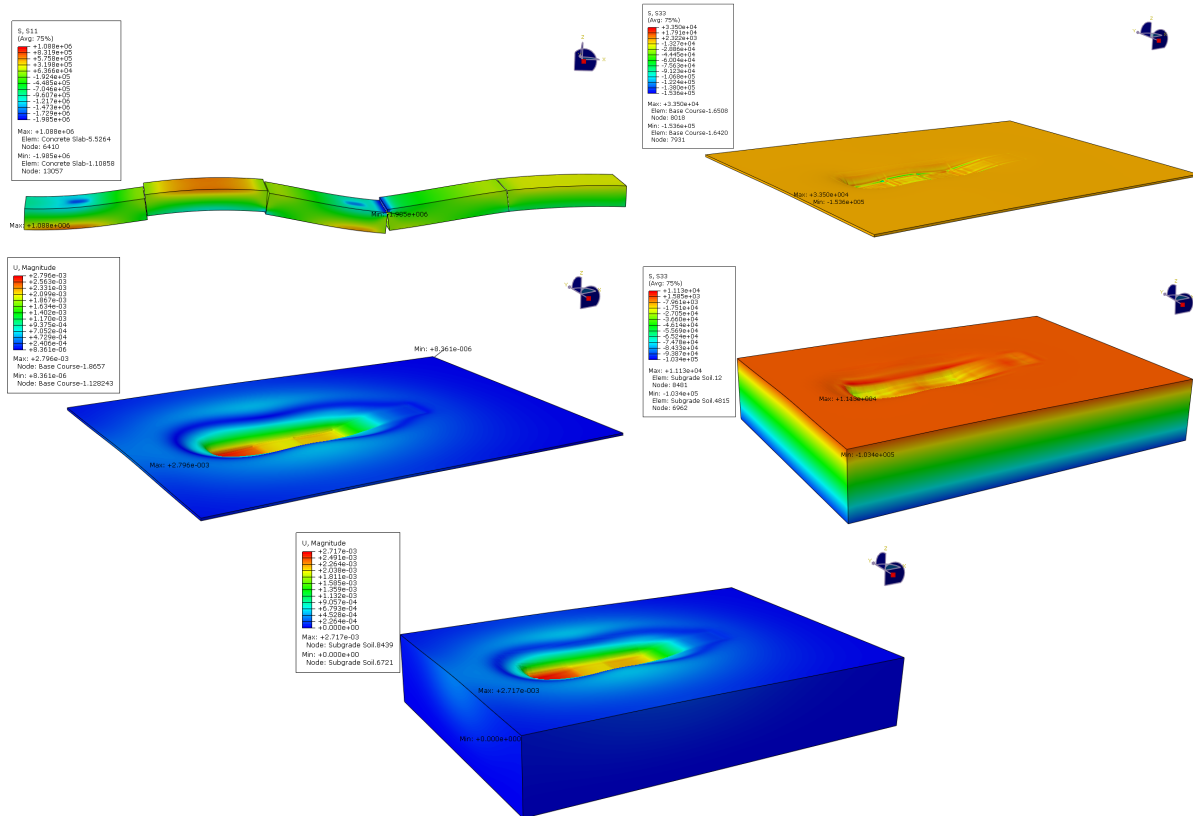 S, S11
(Avg: 75%)
+1.088e+06
+8.319e+05
+5.758e+05
+3.198e+05
+6.366e+04
-1.924e+05
-4.485e+05
-7.046e+05
-9.607e+05
-1.217e+06
-1.473e+06
-1.729e+06
-1.985e+06
Max: +1.088e+06
Elem: Concrete Slab-5.5264
Node: 6410
Min: -1.985e+06
Elem: Concrete Slab-1.10858
Node: 13057
Max: +1.088e+006
Min: -1.985e+006
Z
X
S, S33
(Avg: 75%)
+3.350e+04
+1.791e+04
+2.322e+03
-1.327e+04
-2.886e+04
-4.445e+04
-6.004e+04
-7.563e+04
-9.123e+04
-1.068e+05
-1.224e+05
-1.380e+05
-1.536e+05
Max: +3.350e+04
Elem: Base Course-1.6508
Node: 8018
Min: -1.536e+05
Elem: Base Course-1.6420
Node: 7931
Max: +3.350e+004
Min: -1.536e+005
Z
Y
U, Magnitude
+2.796e-03
+2.563e-03
+2.331e-03
+2.099e-03
+1.867e-03
+1.634e-03
+1.402e-03
+1.170e-03
+9.375e-04
+7.052e-04
+4.729e-04
+2.406e-04
+8.361e-06
Max: +2.796e-03
Node: Base Course-1.8657
Min: +8.361e-06
Node: Base Course-1.128243
Min: +8.361e-006
Max: +2.796e-003
Z
Y
S, S33
(Avg: 75%)
+1.113e+04
+1.585e+03
-7.961e+03
-1.751e+04
-2.705e+04
-3.660e+04
-4.614e+04
-5.569e+04
-6.524e+04
-7.478e+04
-8.433e+04
-9.387e+04
-1.034e+05
Max: +1.113e+04
Elem: Subgrade Soil.12
Node: 8481
Min: -1.034e+05
Elem: Subgrade Soil.4815
Node: 6962
Max: +1.113e+004
Min: -1.034e+005
Z
Y
U, Magnitude
+2.717e-03
+2.491e-03
+2.264e-03
+2.038e-03
+1.811e-03
+1.585e-03
+1.359e-03
+1.132e-03
+9.057e-04
+6.793e-04
+4.528e-04
+2.264e-04
+0.000e+00
Max: +2.717e-03
Node: Subgrade Soil.8439
Min: +0.000e+00
Node: Subgrade Soil.6721
Max: +2.717e-003
Min: +0.000e+000
Z
Y